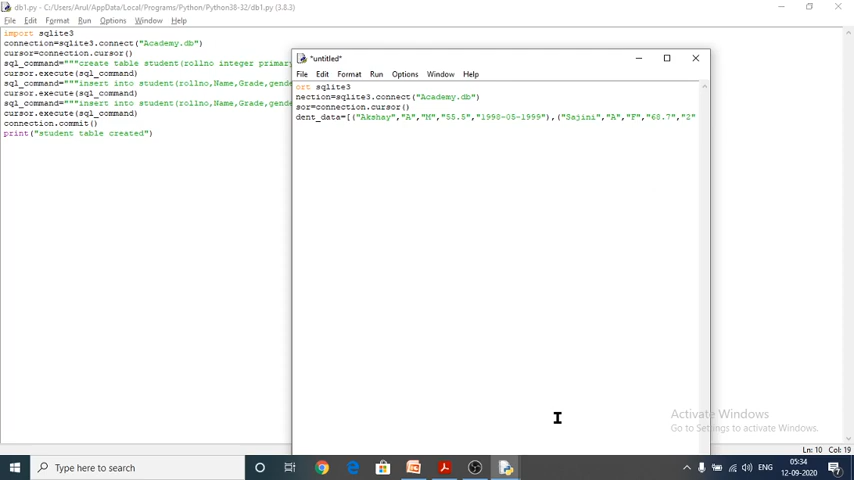 db1.py - C:/Users/Arul/AppData/Local/Programs/Python/Python38-32/db1.py (3.8.3)
File Edit Format Run Options Window Help
import sqlite3
connection=sqlite3.connect("Academy.db")
cursor=connection.cursor()
sql_command="""create table student(rollno integer primary
cursor.execute(sql_command)
sql_command="""insert into student(rollno,Name,Grade,gende
cursor.execute(sql_command)
sql_command="""insert into student(rollno,Name,Grade,gende
cursor.execute(sql_command)
connection.commit()
print("student table created")
*untitled*
File Edit Format Run Options Window Help
ort sqlite3
nection=sqlite3.connect("Academy.db")
sor=connection.cursor()
dent_data=[("Akshay","A","M","55.5","1998-05-1999"),("Sajini","A","F","68.7","2"
Activate Windows
Go to Settings to activate Windows.
Ln: 10 Col: 19
Type here to search
ENG
05:34
12-09-2020
7